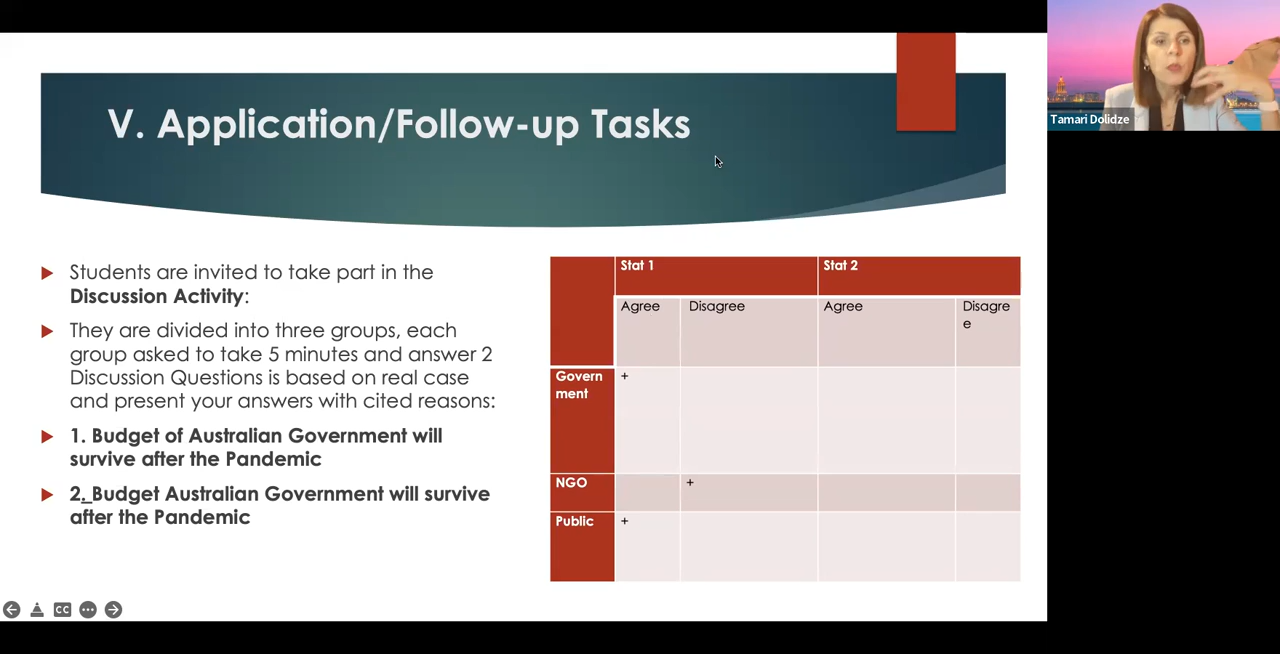 V. Application/Follow-up Tasks
Tamari Dolidze
Students are invited to take part in the
Discussion Activity:
They are divided into three groups, each
group asked to take 5 minutes and answer 2
Discussion Questions is based on real case
and present your answers with cited reasons:
1. Budget of Australian Government will
survive after the Pandemic
2. Budget Australian Government will survive
after the Pandemic
Stat 1 Stat 2
Agree Disagree Agree Disagre
e
Govern +
ment
NGO +
Public +
CC